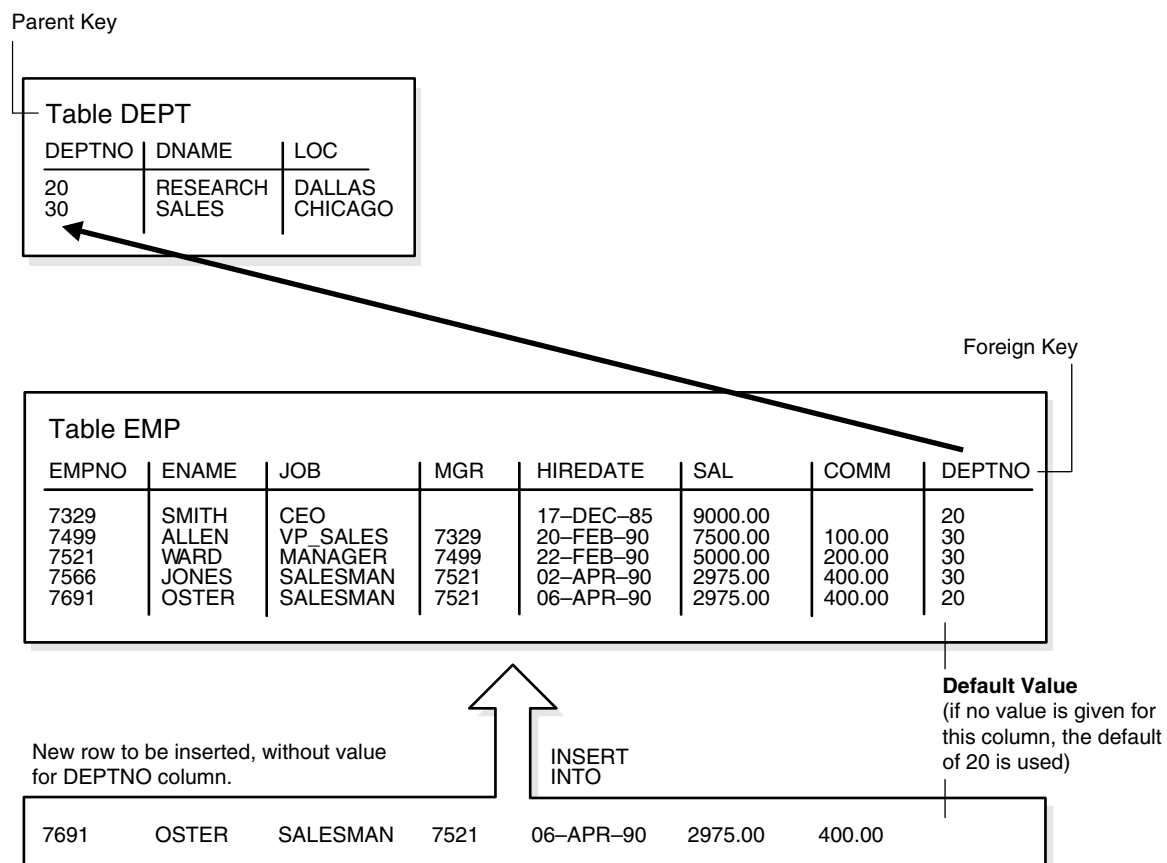 Parent Key
Table DEPT
DEPTNO DNAME LOC
20 RESEARCH DALLAS
30 SALES CHICAGO
Foreign Key
Table EMP
EMPNO ENAME JOB MGR HIREDATE SAL COMM DEPTNO
7329 SMITH CEO 17–DEC–85 9000.00 20
7499 ALLEN VP_SALES 7329 20–FEB–90 7500.00 100.00 30
7521 WARD MANAGER 7499 22–FEB–90 5000.00 200.00 30
7566 JONES SALESMAN 7521 02–APR–90 2975.00 400.00 30
7691 OSTER SALESMAN 7521 06–APR–90 2975.00 400.00 20
Default Value
(if no value is given for
this column, the default
of 20 is used)
New row to be inserted, without value
for DEPTNO column.
INSERT
INTO
7691 OSTER SALESMAN 7521 06–APR–90 2975.00 400.00